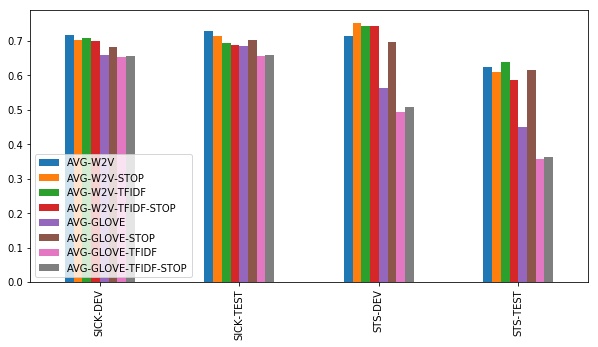 0.7
0.6
0.5
0.4
0.3
0.2
0.1
0.0
AVG-W2V
AVG-W2V-STOP
AVG-W2V-TFIDF
AVG-W2V-TFIDF-STOP
AVG-GLOVE
AVG-GLOVE-STOP
AVG-GLOVE-TFIDF
AVG-GLOVE-TFIDF-STOP
SICK-DEV
SICK-TEST
STS-DEV
STS-TEST